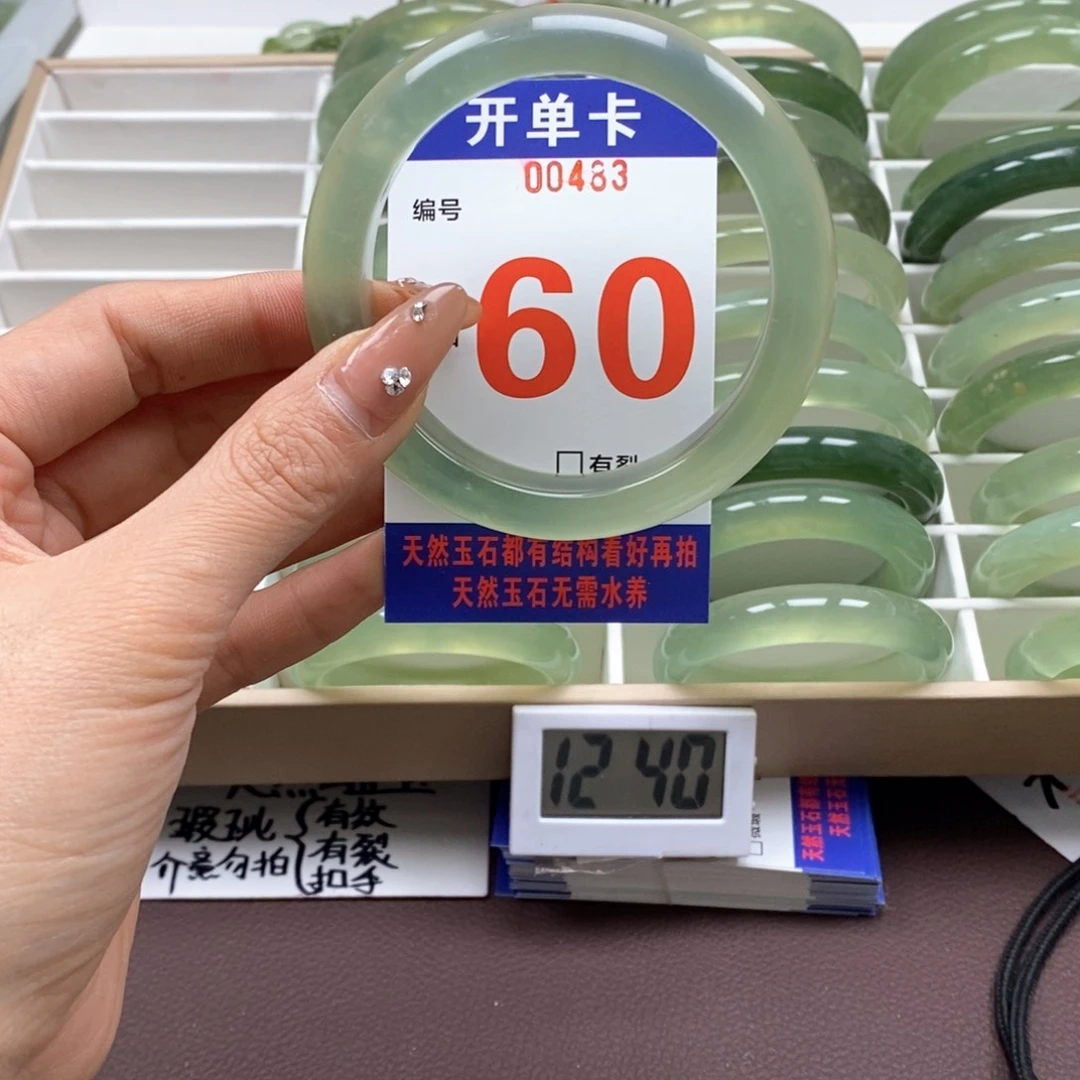 开单卡
00483
编号
60
有裂
天然玉石都有结构看好再拍
天然玉石无需水养
12 40
瑕玼
有纹
有裂
扣手
介意勿拍